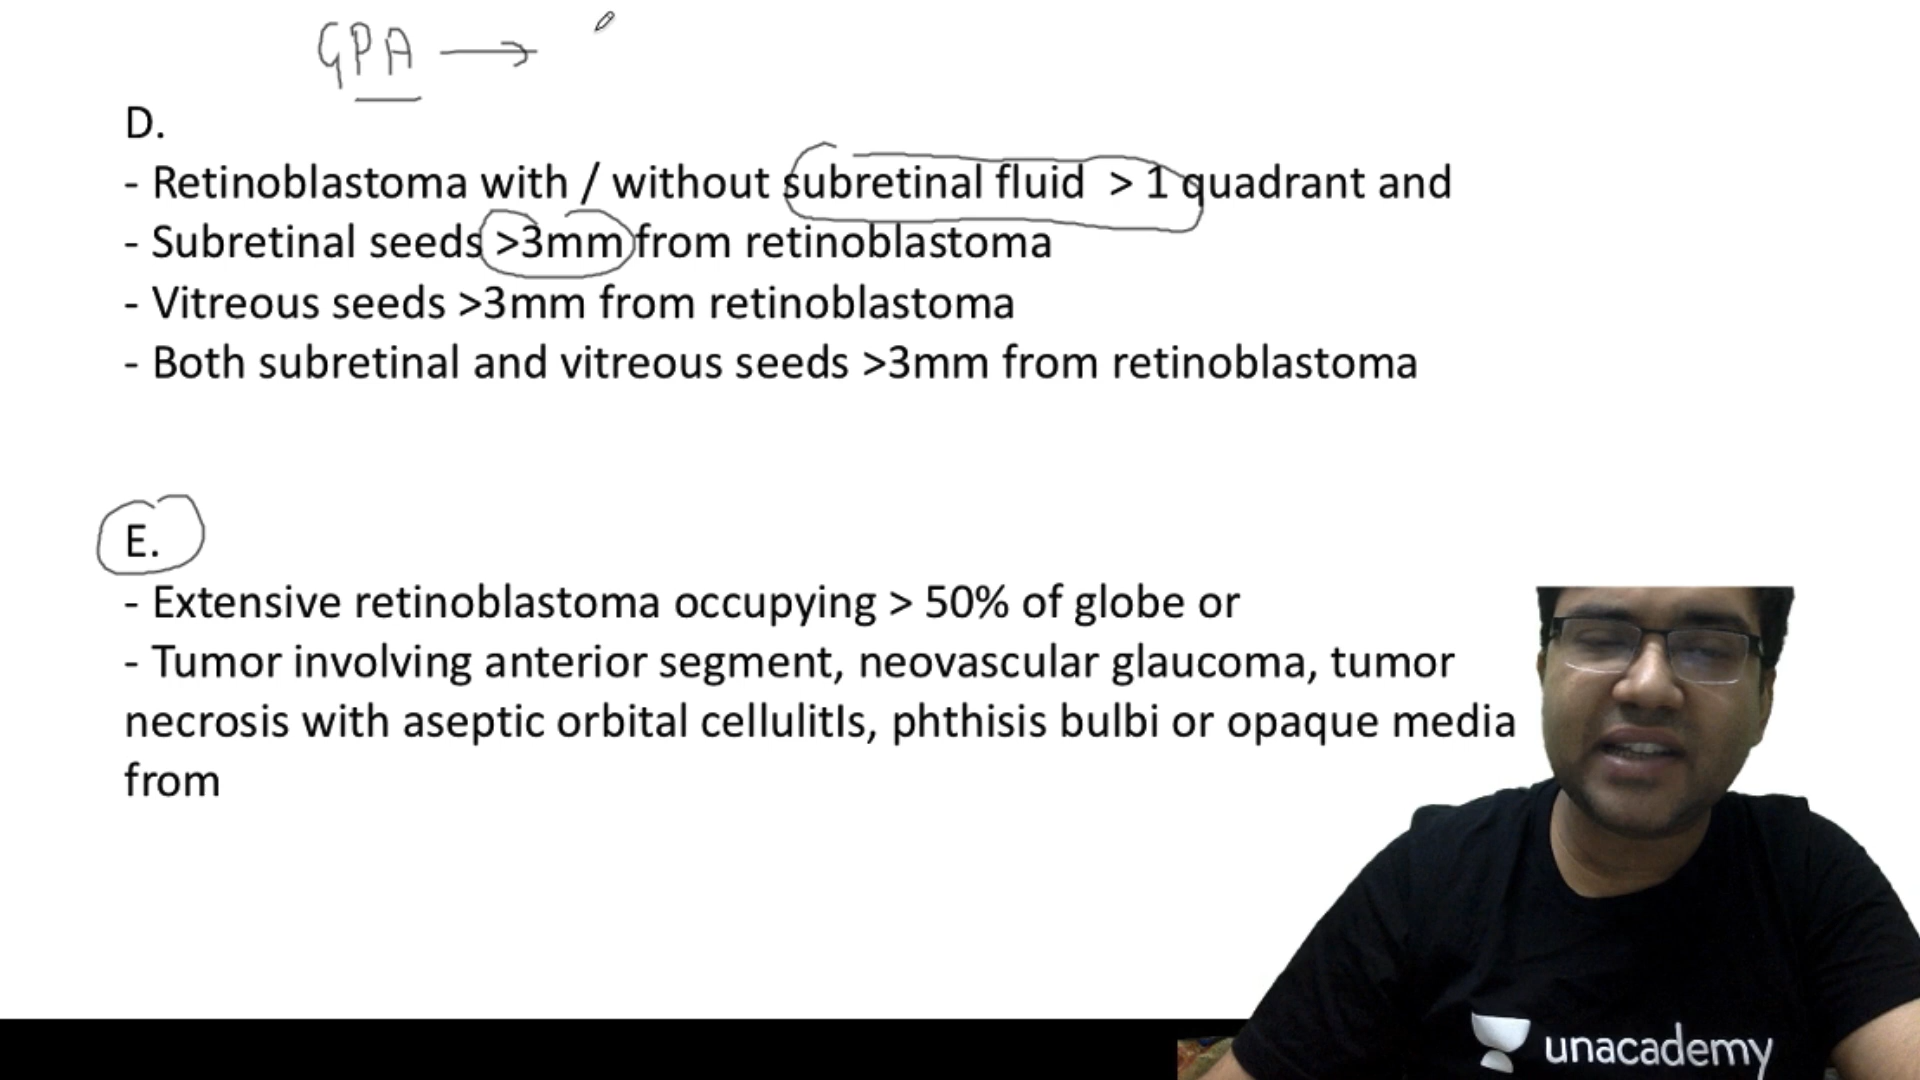 GPA →
D.
- Retinoblastoma with / without subretinal fluid > 1 quadrant and
- Subretinal seeds >3mm from retinoblastoma
- Vitreous seeds >3mm from retinoblastoma
- Both subretinal and vitreous seeds >3mm from retinoblastoma
E.
- Extensive retinoblastoma occupying > 50% of globe or
- Tumor involving anterior segment, neovascular glaucoma, tumor
necrosis with aseptic orbital cellulitIs, phthisis bulbi or opaque media
from
unacademy